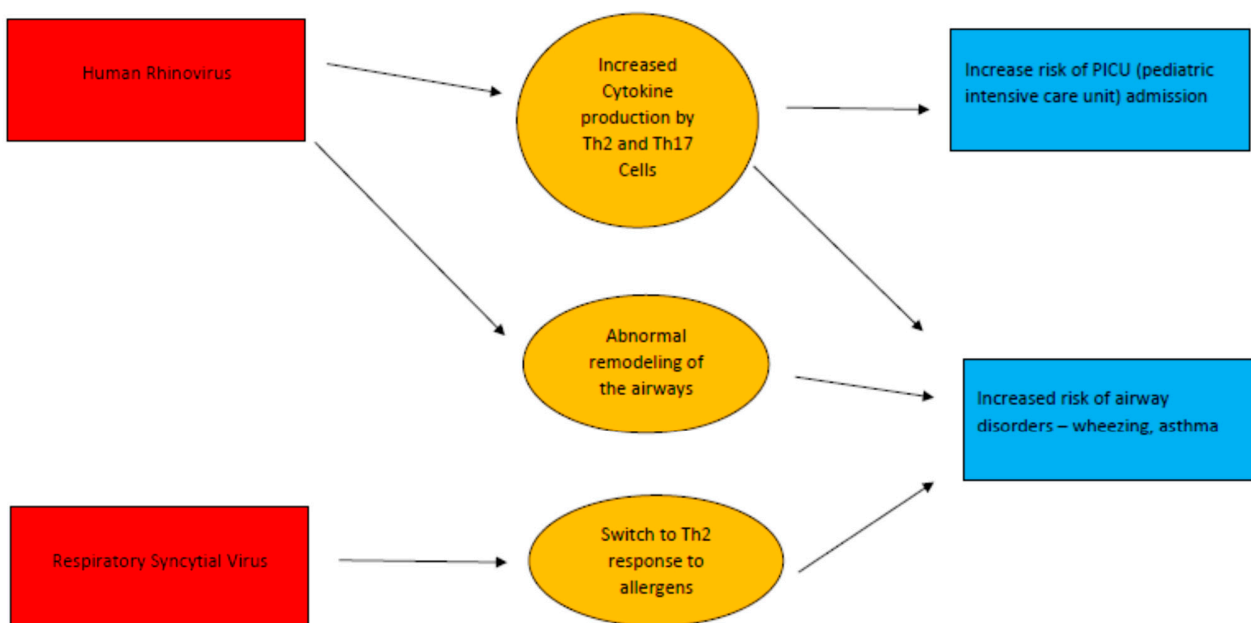 Human Rhinovirus
Increased
Cytokine
production by
Th2 and Th17
Cells
Increase risk of PICU (pediatric
intensive care unit) admission
Abnormal
remodeling of
the airways
Increased risk of airway
disorders – wheezing, asthma
Respiratory Syncytial Virus
Switch to Th2
response to
allergens